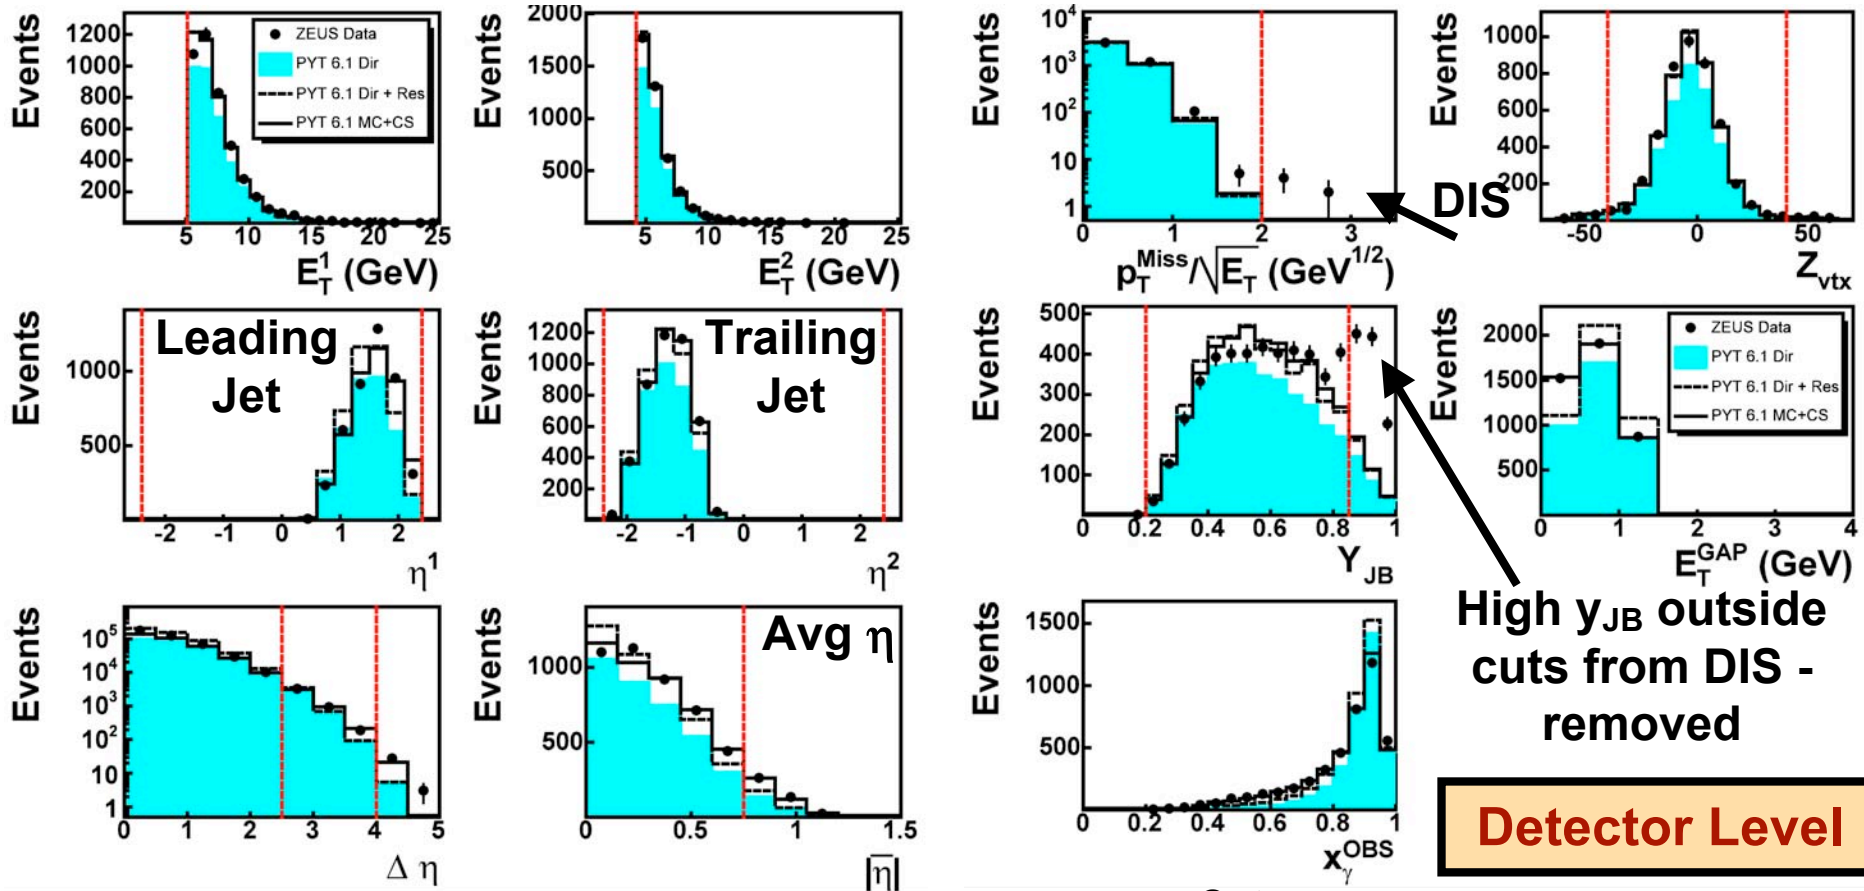 Events
1200
1000
800
600
400
200
5
10
15
20
25
E_T^1 (GeV)
ZEUS Data
PYT 6.1 Dir
PYT 6.1 Dir + Res
PYT 6.1 MC+CS
Events
2000
1500
1000
500
5
10
15
20
25
E_T^2 (GeV)
Events
10^4
10^3
10^2
10
1
0
1
2
3
p_T^Miss/√E_T (GeV^1/2)
DIS
Events
1000
800
600
400
200
-50
0
50
Z_vtx
Events
1000
500
-2
-1
0
1
2
η^1
Leading
Jet
Events
1200
1000
800
600
400
200
-2
-1
0
1
2
η^2
Trailing
Jet
Events
500
400
300
200
100
0
0.2
0.4
0.6
0.8
1
Y_JB
Events
2000
1500
1000
500
0
1
2
3
4
E_T^GAP (GeV)
ZEUS Data
PYT 6.1 Dir
PYT 6.1 Dir + Res
PYT 6.1 MC+CS
Events
10^5
10^4
10^3
10^2
10
1
0
1
2
3
4
5
Δ η
Events
1000
500
0
0.5
1
1.5
|η̅|
Avg η
Events
1500
1000
500
0
0.2
0.4
0.6
0.8
1
x_γ^OBS
High y_JB outside
cuts from DIS -
removed
Detector Level